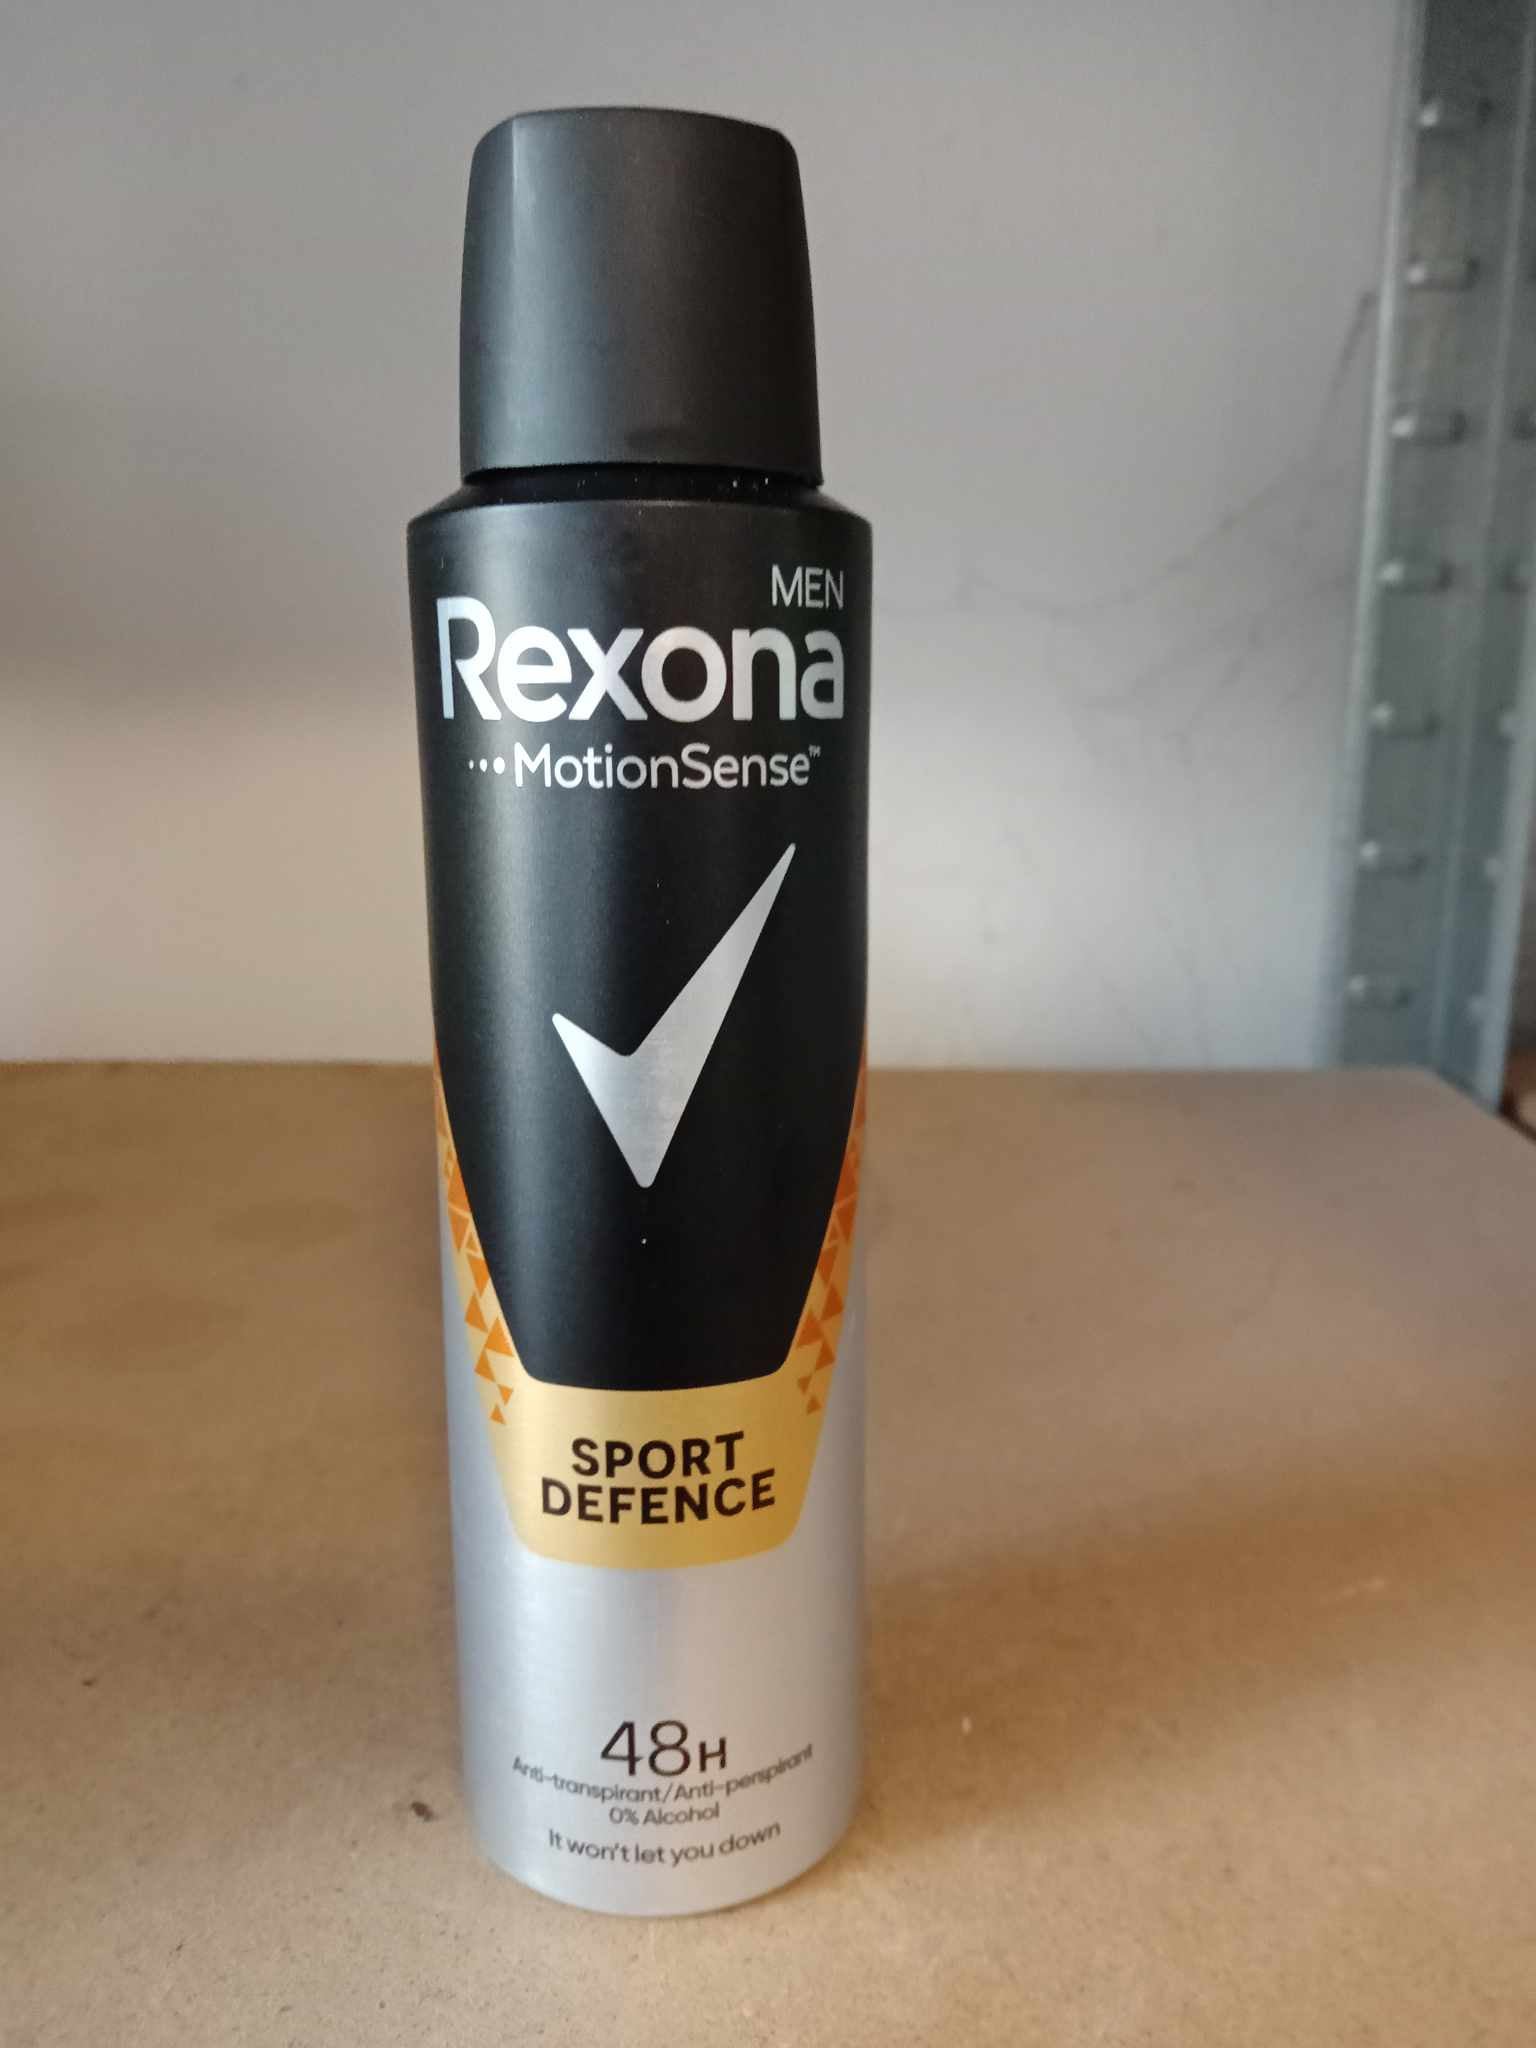 MEN
Rexona
MotionSense™
SPORT
DEFENCE
48H
Anti-transpirant/Anti-perspirant
0% Alcohol
It won't let you down